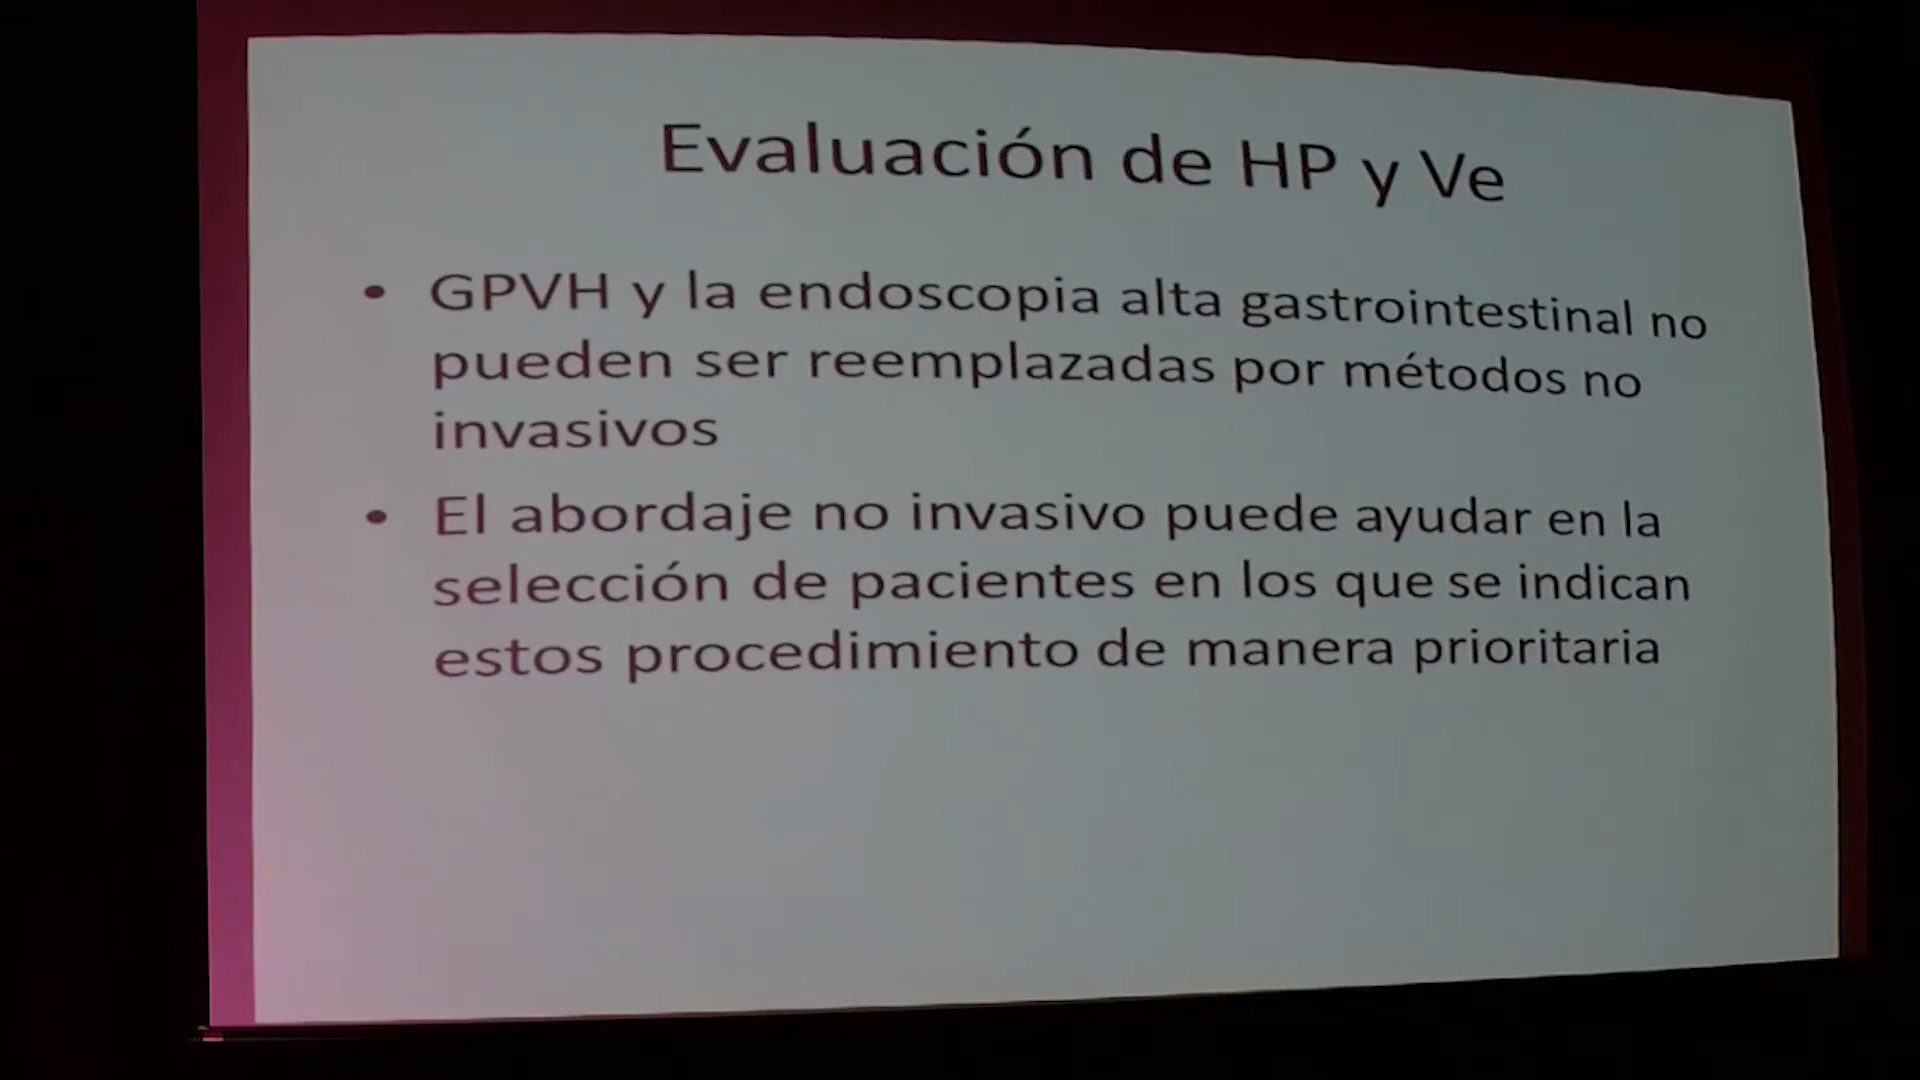 Evaluación de HP y Ve
• GPVH y la endoscopia alta gastrointestinal no
pueden ser reemplazadas por métodos no
invasivos
• El abordaje no invasivo puede ayudar en la
selección de pacientes en los que se indican
estos procedimiento de manera prioritaria